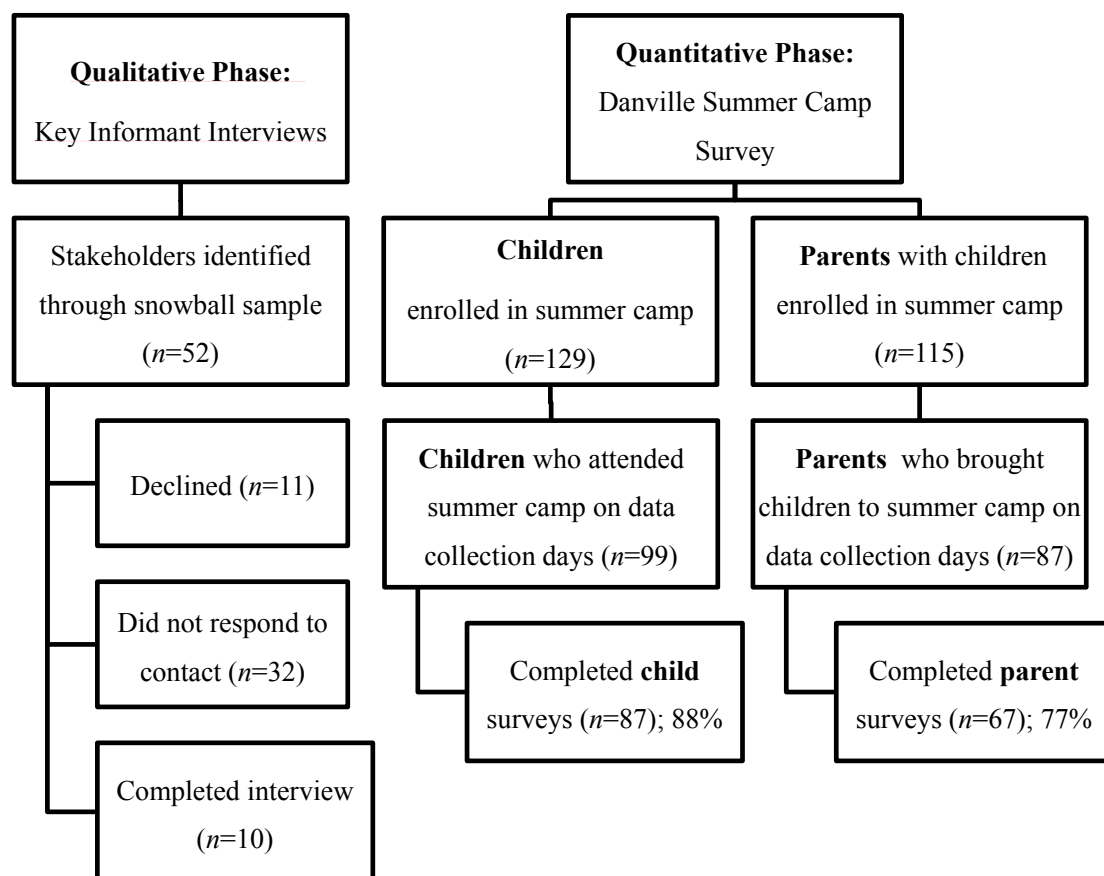 Qualitative Phase:
Key Informant Interviews
Stakeholders identified
through snowball sample
(n=52)
Declined (n=11)
Did not respond to
contact (n=32)
Completed interview
(n=10)
Quantitative Phase:
Danville Summer Camp
Survey
Children
enrolled in summer camp
(n=129)
Children who attended
summer camp on data
collection days (n=99)
Completed child
surveys (n=87); 88%
Parents with children
enrolled in summer camp
(n=115)
Parents who brought
children to summer camp on
data collection days (n=87)
Completed parent
surveys (n=67); 77%